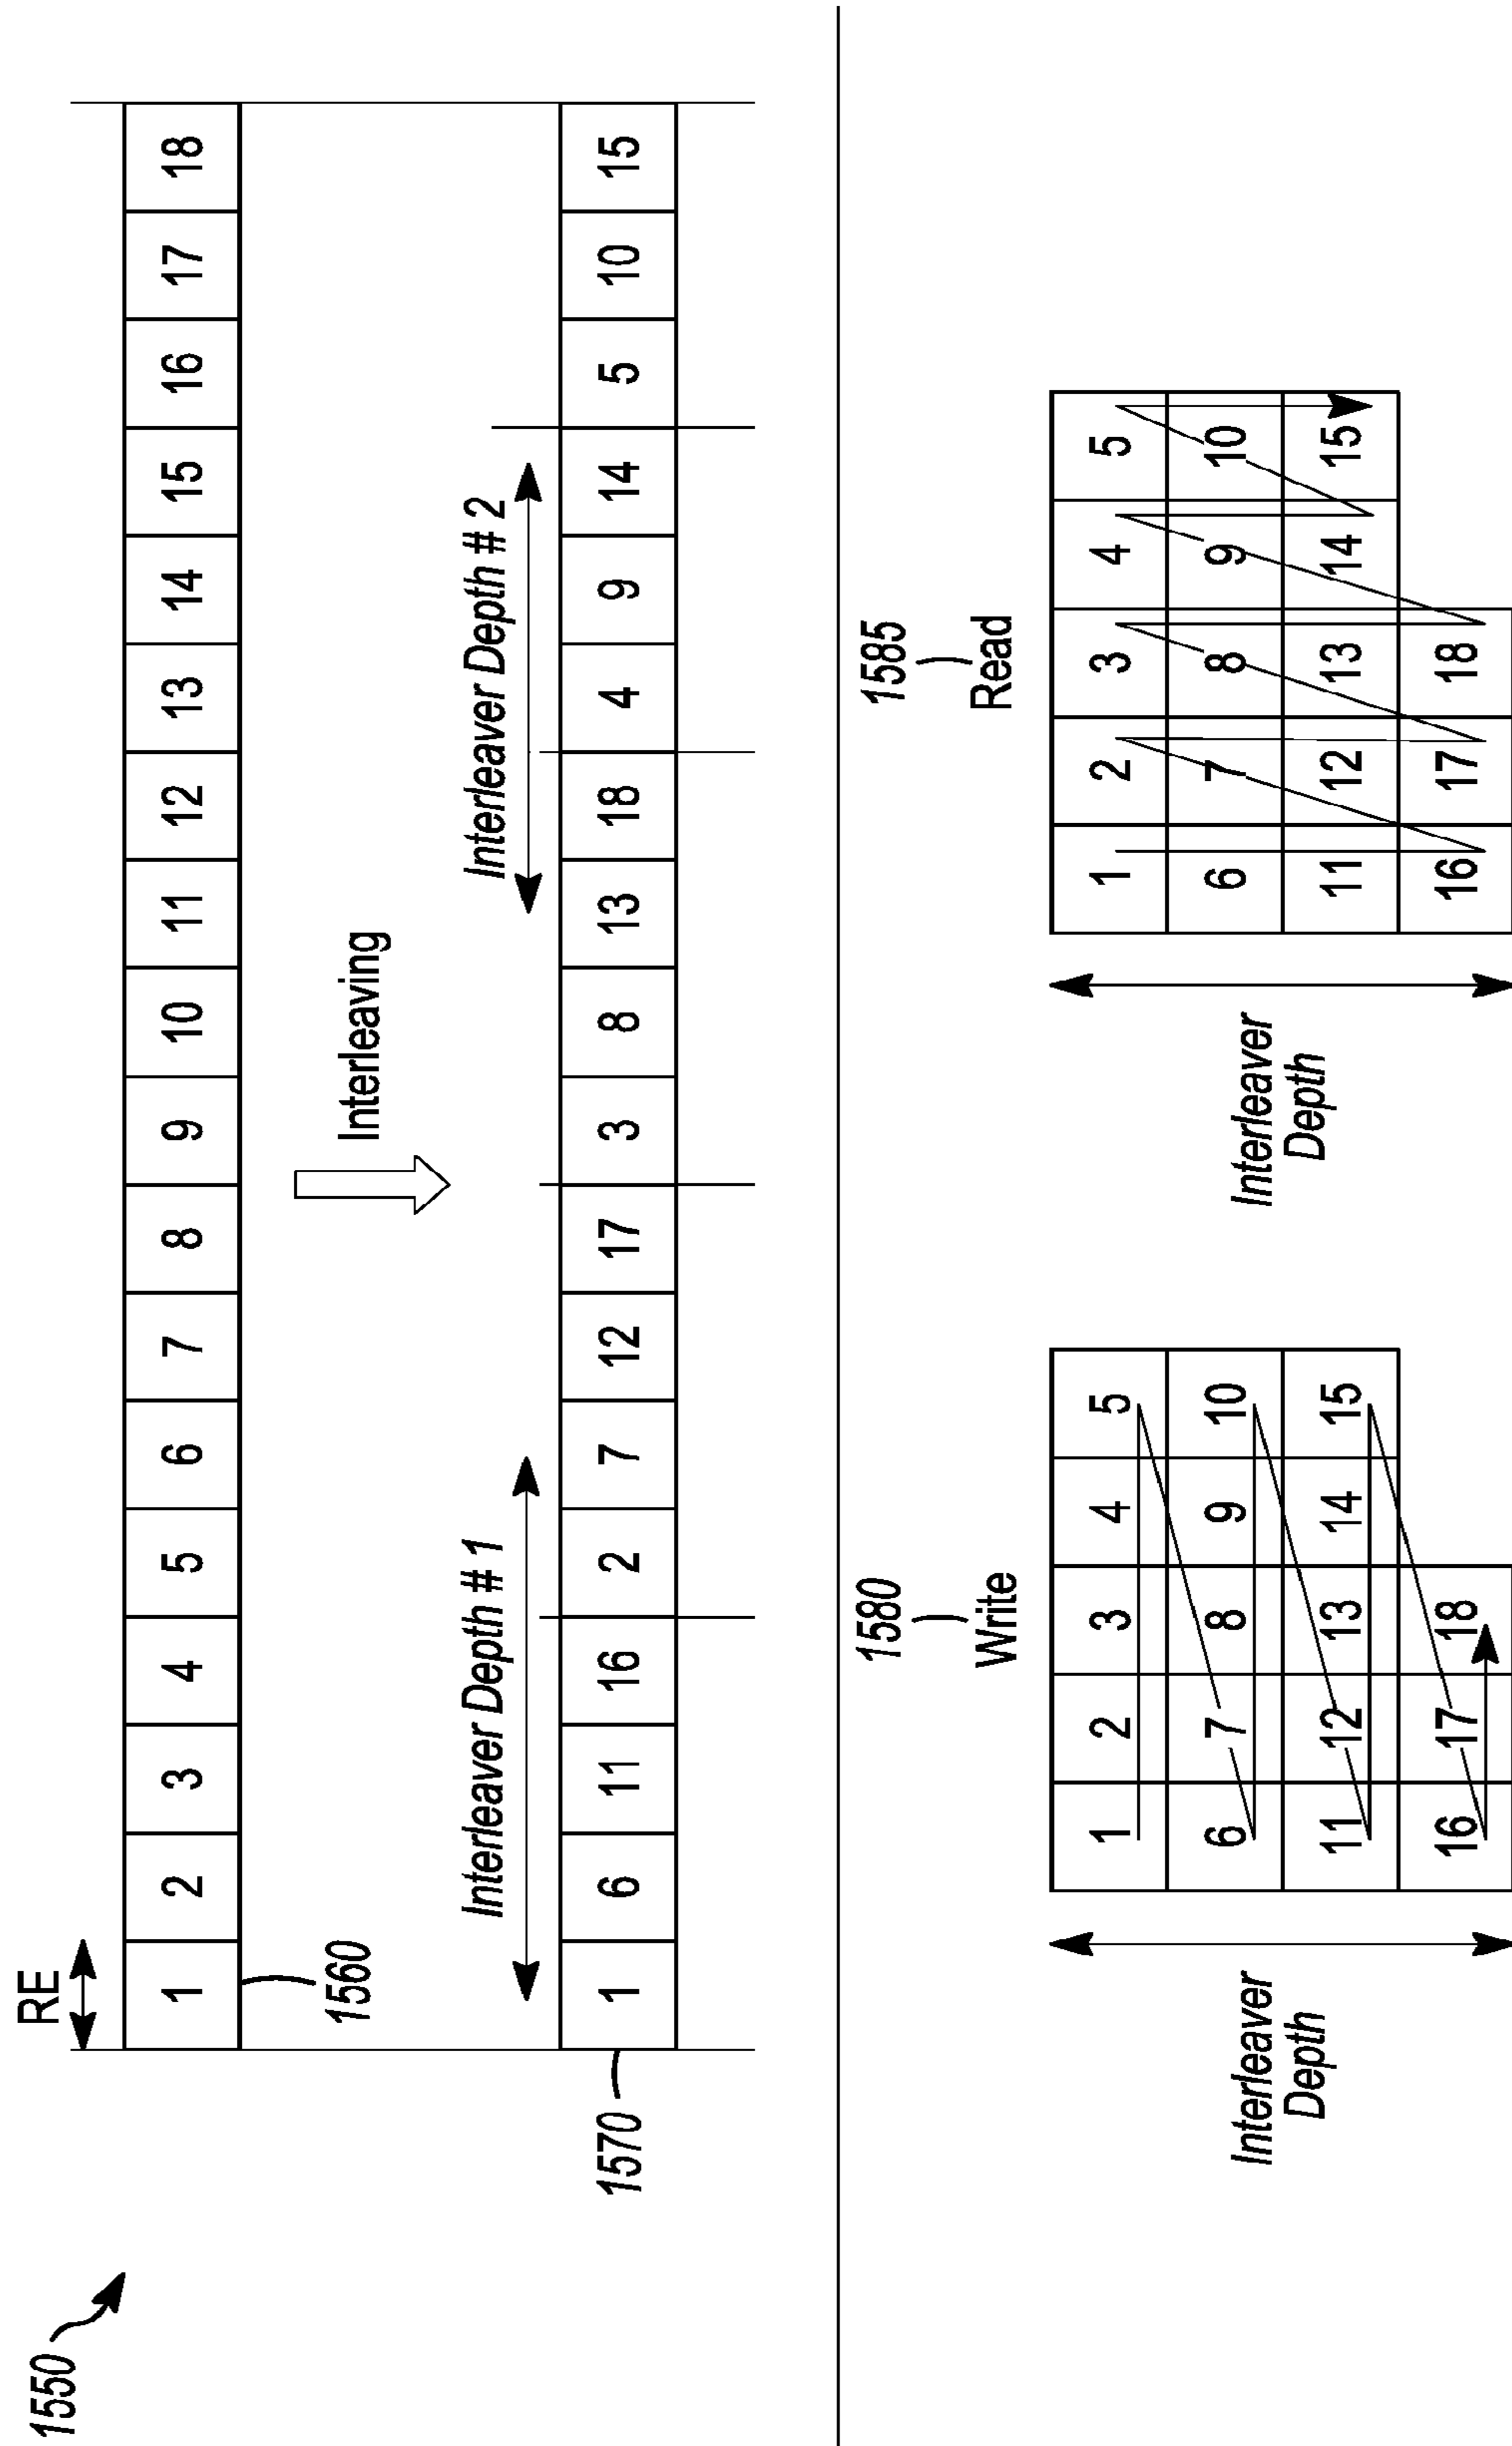 1550
RE
1 2 3 4 5 6 7 8 9 10 11 12 13 14 15 16 17 18
1560
Interleaving
Interleaver Depth # 1
Interleaver Depth # 2
1570
1 6 11 16 2 7 12 17 3 8 13 18 4 9 14 5 10 15
1580
Write
Interleaver
Depth
1 2 3 4 5
6 7 8 9 10
11 12 13 14 15
16 17 18
1585
Read
Interleaver
Depth
1 2 3 4 5
6 7 8 9 10
11 12 13 14 15
16 17 18